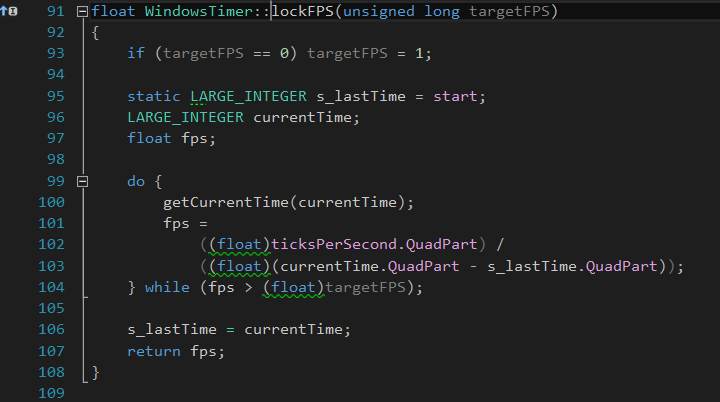 91 float WindowsTimer::lockFPS(unsigned long targetFPS)
92 {
93     if (targetFPS == 0) targetFPS = 1;
94
95     static LARGE_INTEGER s_lastTime = start;
96     LARGE_INTEGER currentTime;
97     float fps;
98
99     do {
100         getCurrentTime(currentTime);
101         fps =
102             ((float)ticksPerSecond.QuadPart) /
103             ((float)(currentTime.QuadPart - s_lastTime.QuadPart));
104     } while (fps > (float)targetFPS);
105
106     s_lastTime = currentTime;
107     return fps;
108 }
109